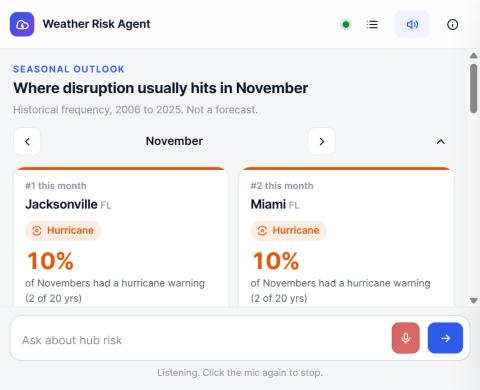 Weather Risk Agent
SEASONAL OUTLOOK
Where disruption usually hits in November
Historical frequency, 2006 to 2025. Not a forecast.
November
#1 this month
Jacksonville FL
Hurricane
10%
of Novembers had a hurricane warning
(2 of 20 yrs)
#2 this month
Miami FL
Hurricane
10%
of Novembers had a hurricane warning
(2 of 20 yrs)
Ask about hub risk
Listening. Click the mic again to stop.